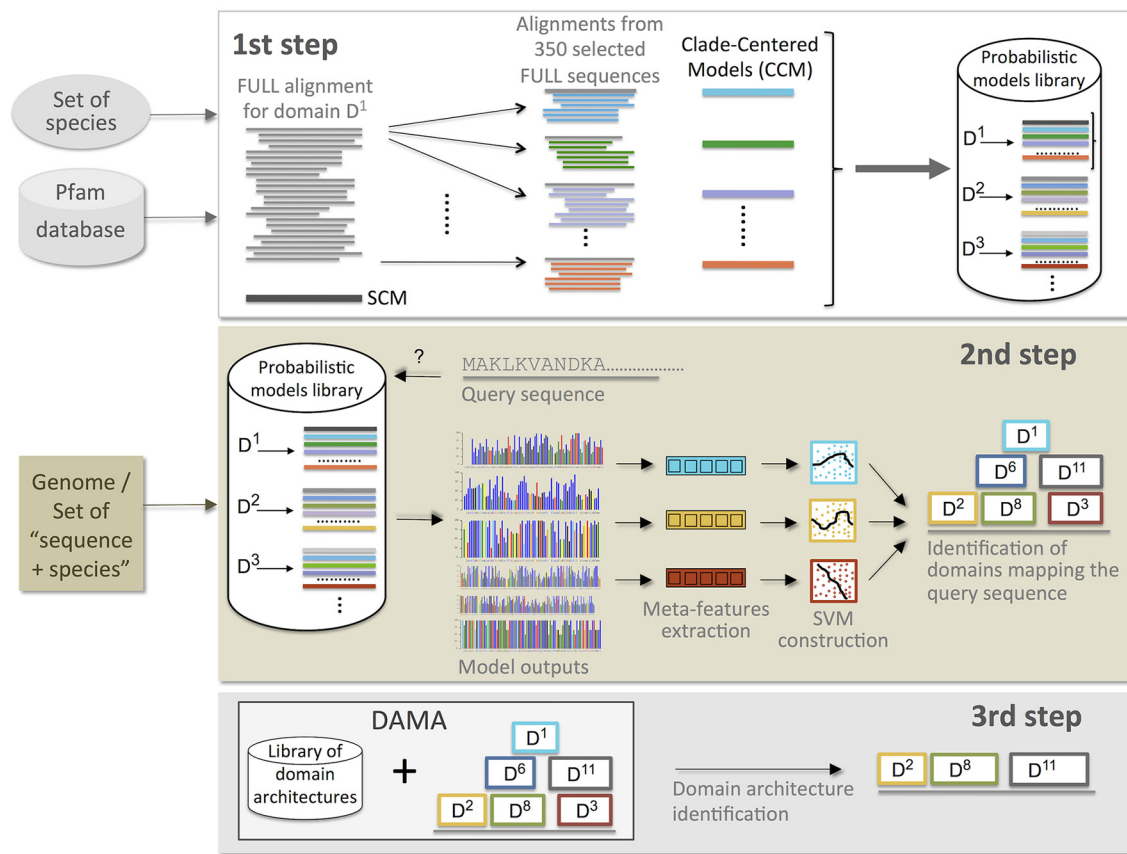 1st step
FULL alignment
for domain D¹
Alignments from
350 selected
FULL sequences
Clade-Centered
Models (CCM)
Probabilistic
models library
Set of
species
Pfam
database
D¹
D²
D³
SCM
2nd step
Probabilistic
models library
?
MAKLKVANDKA..................
Query sequence
D¹
D²
D³
Genome /
Set of
“sequence
+ species”
Model outputs
Meta-features
extraction
SVM
construction
D¹
D⁶ D¹¹
D² D⁸ D³
Identification of
domains mapping the
query sequence
3rd step
DAMA
Library of
domain
architectures
+
D¹
D⁶ D¹¹
D² D⁸ D³
Domain architecture
identification
D² D⁸ D¹¹